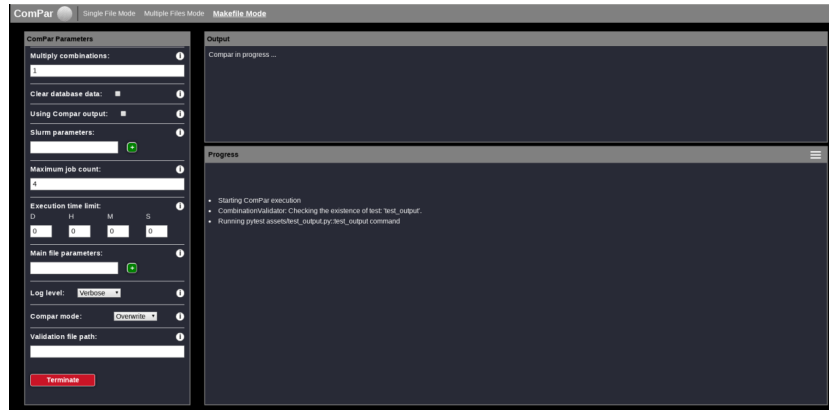 ComPar Single File Mode Multiple Files Mode Makefile Mode
ComPar Parameters
Multiply combinations:
1
Clear database data:
Using Compar output:
Slurm parameters:
Maximum job count:
4
Execution time limit:
D H M S
0 0 0 0
Main file parameters:
Log level: Verbose
Compar mode: Overwrite
Validation file path:
Terminate
Output
Compar in progress ...
Progress
Starting ComPar execution
CombinationValidator: Checking the existence of test: 'test_output'.
Running pytest assets/test_output.py::test_output command